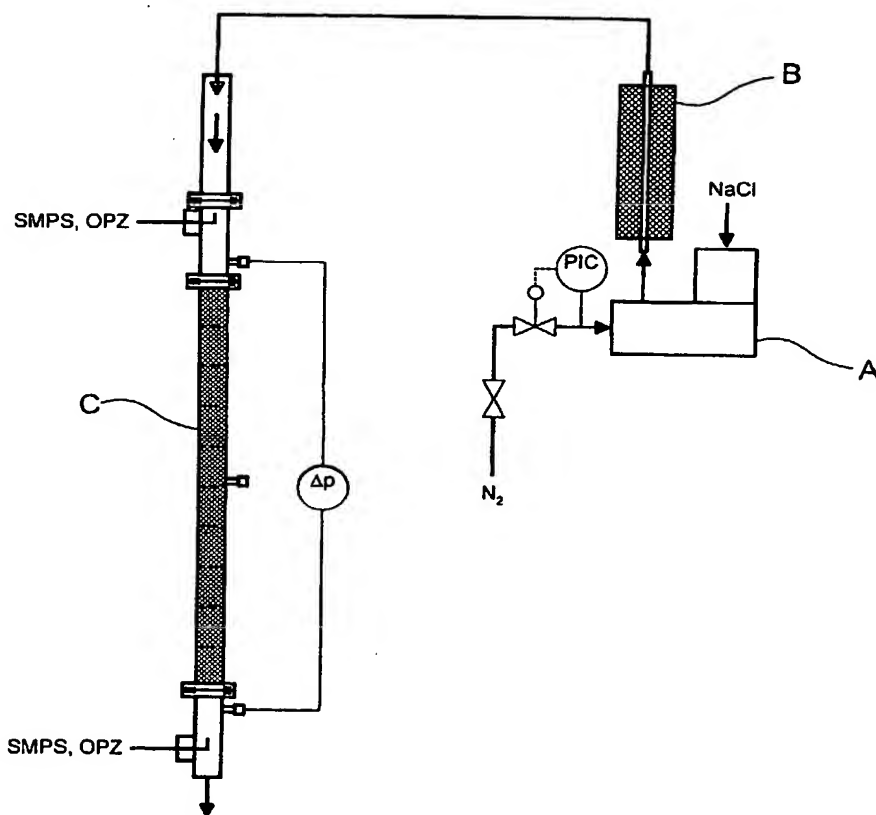 B
NaCl
SMPS, OPZ
PIC
A
C
Δp
N₂
SMPS, OPZ